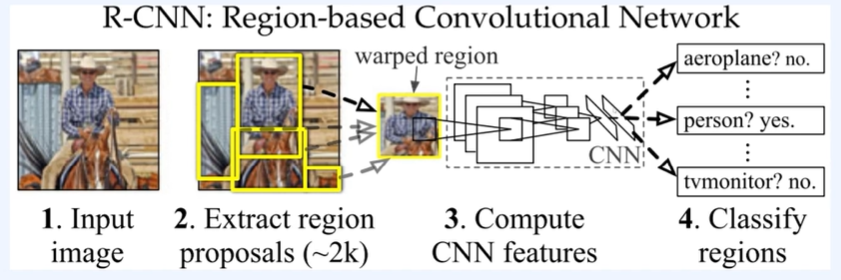 R-CNN: Region-based Convolutional Network
warped region
aeroplane? no.
person? yes.
CNN
tvmonitor? no.
1. Input
image
2. Extract region
proposals (~2k)
3. Compute
CNN features
4. Classify
regions